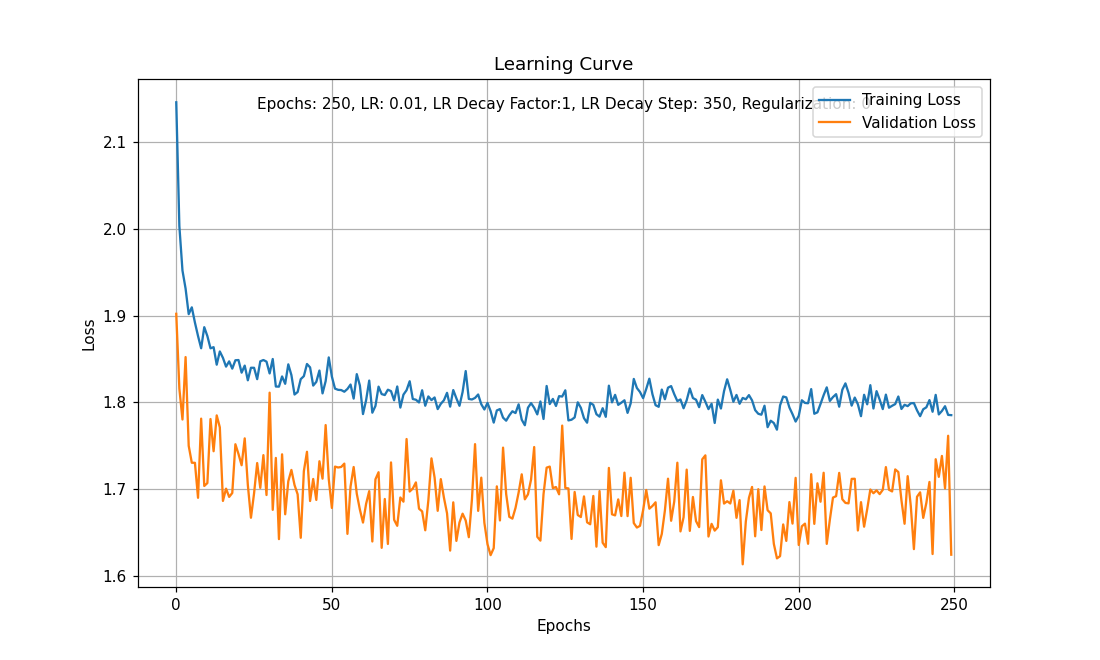 Learning Curve
Epochs: 250, LR: 0.01, LR Decay Factor:1, LR Decay Step: 350, Regularization: 0
Training Loss
Validation Loss
2.1
2.0
1.9
1.8
1.7
1.6
Loss
0 50 100 150 200 250
Epochs